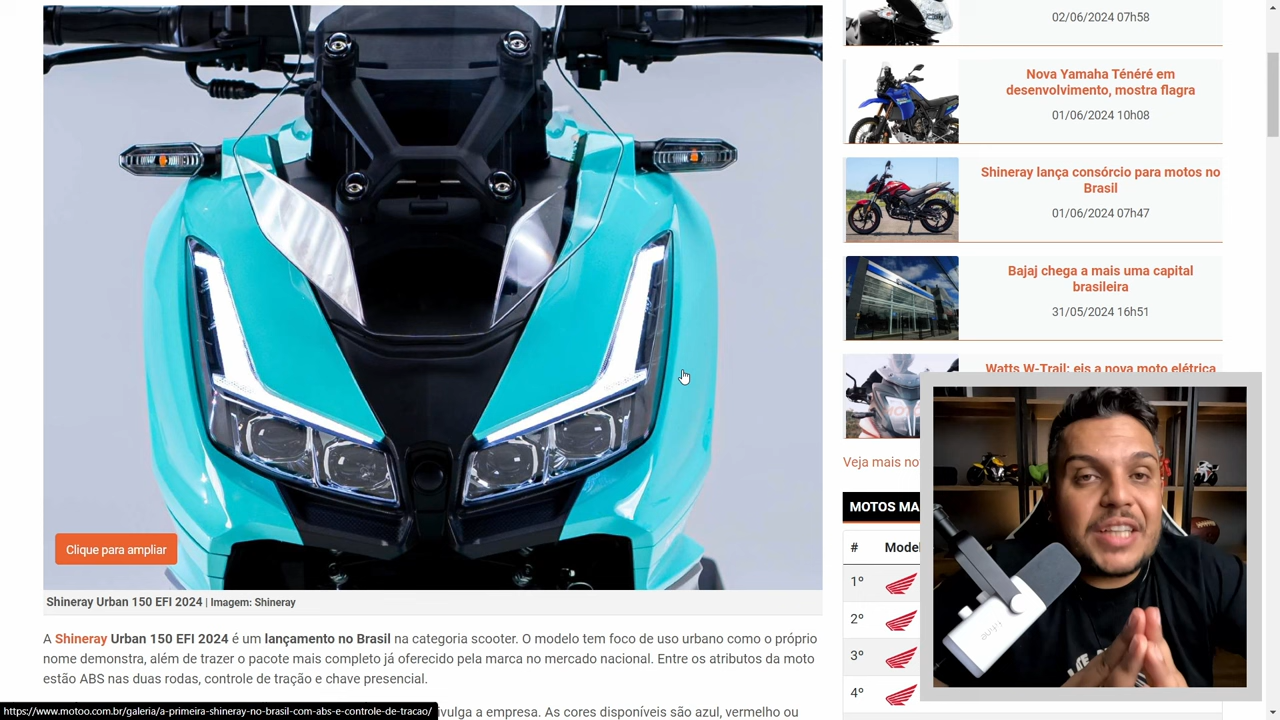 Clique para ampliar
Shineray Urban 150 EFI 2024 | Imagem: Shineray
A Shineray Urban 150 EFI 2024 é um lançamento no Brasil na categoria scooter. O modelo tem foco de uso urbano como o próprio
nome demonstra, além de trazer o pacote mais completo já oferecido pela marca no mercado nacional. Entre os atributos da moto
estão ABS nas duas rodas, controle de tração e chave presencial.
ivulga a empresa. As cores disponíveis são azul, vermelho ou
https://www.motoo.com.br/galeria/a-primeira-shineray-no-brasil-com-abs-e-controle-de-tracao/
02/06/2024 07h58
Nova Yamaha Ténéré em
desenvolvimento, mostra flagra
01/06/2024 10h08
Shineray lança consórcio para motos no
Brasil
01/06/2024 07h47
Bajaj chega a mais uma capital
brasileira
31/05/2024 16h51
Watts W-Trail: eis a nova moto elétrica
Veja mais no
MOTOS MA
# Model
1º
2º
3º
4º
fifine